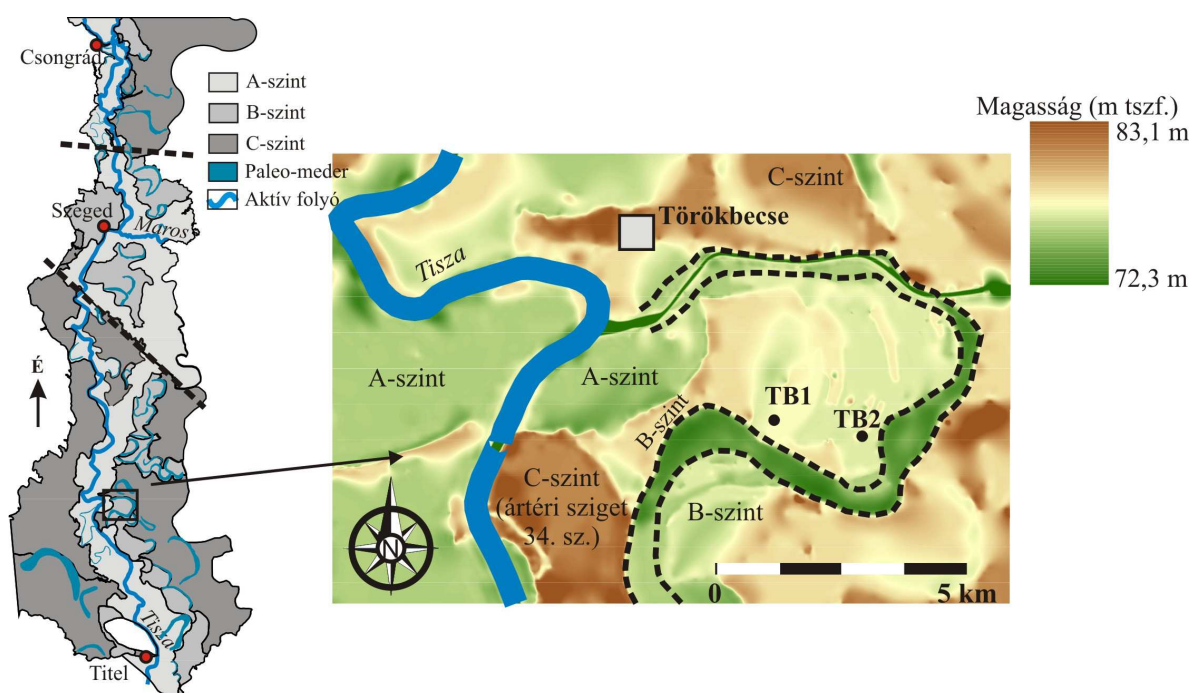 Csongrád
A-szint
B-szint
C-szint
Paleo-meder
Aktív folyó
Szeged
Maros
É
Tisza
Titel
Magasság (m tszf.)
83,1 m
72,3 m
C-szint
Törökbecse
Tisza
A-szint
A-szint
B-szint
TB1
TB2
C-szint
(ártéri sziget
34. sz.)
B-szint
N
0
5 km